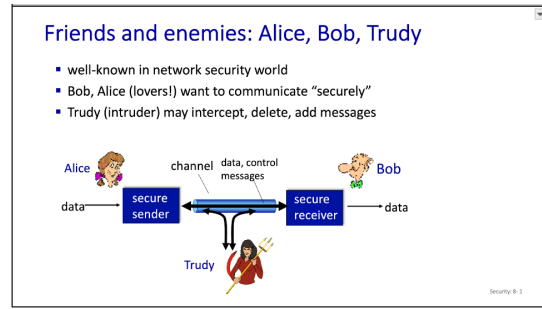 Friends and enemies: Alice, Bob, Trudy
▪ well-known in network security world
▪ Bob, Alice (lovers!) want to communicate “securely”
▪ Trudy (intruder) may intercept, delete, add messages
Alice
channel
data, control
messages
Bob
data
secure
sender
secure
receiver
data
Trudy
Security: 8- 1